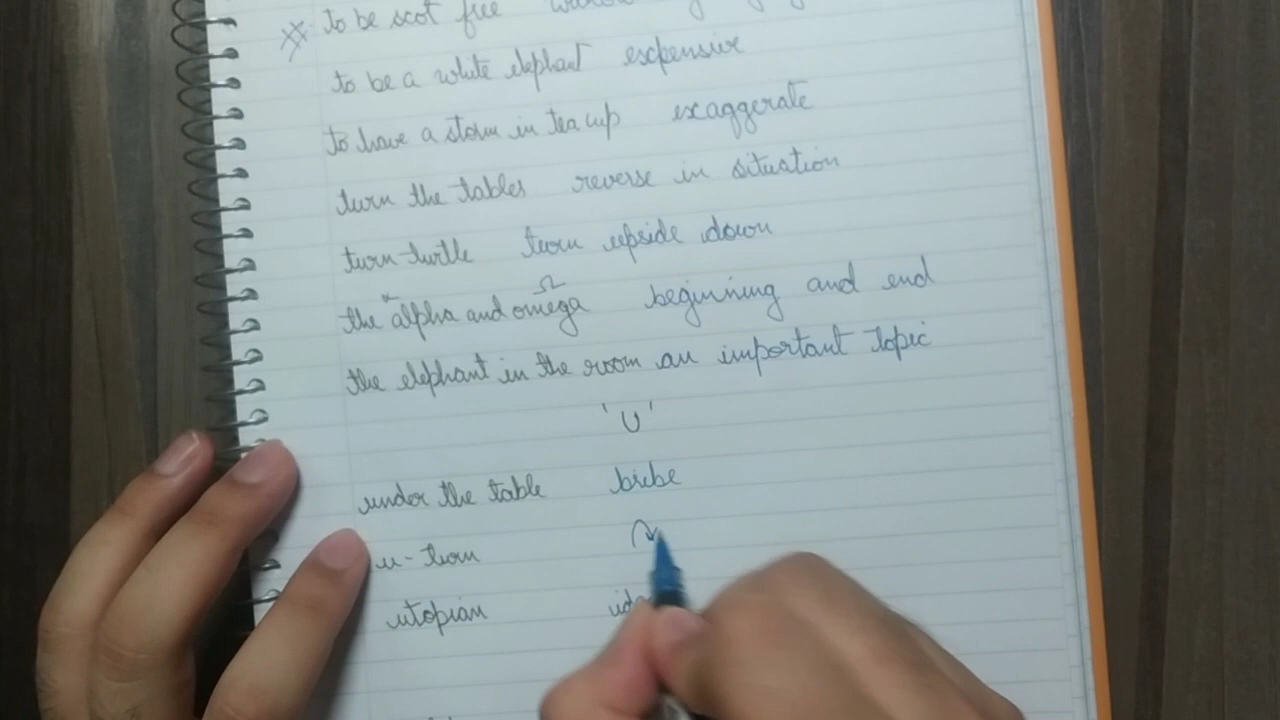 to be scot free
to be a white elephant expensive
to have a storm in tea cup exaggerate
turn the tables reverse in situation
turn turtle turn upside down
α Ω
the alpha and omega beginning and end
the elephant in the room an important topic
'U'
under the table bribe
u-turn
utopian